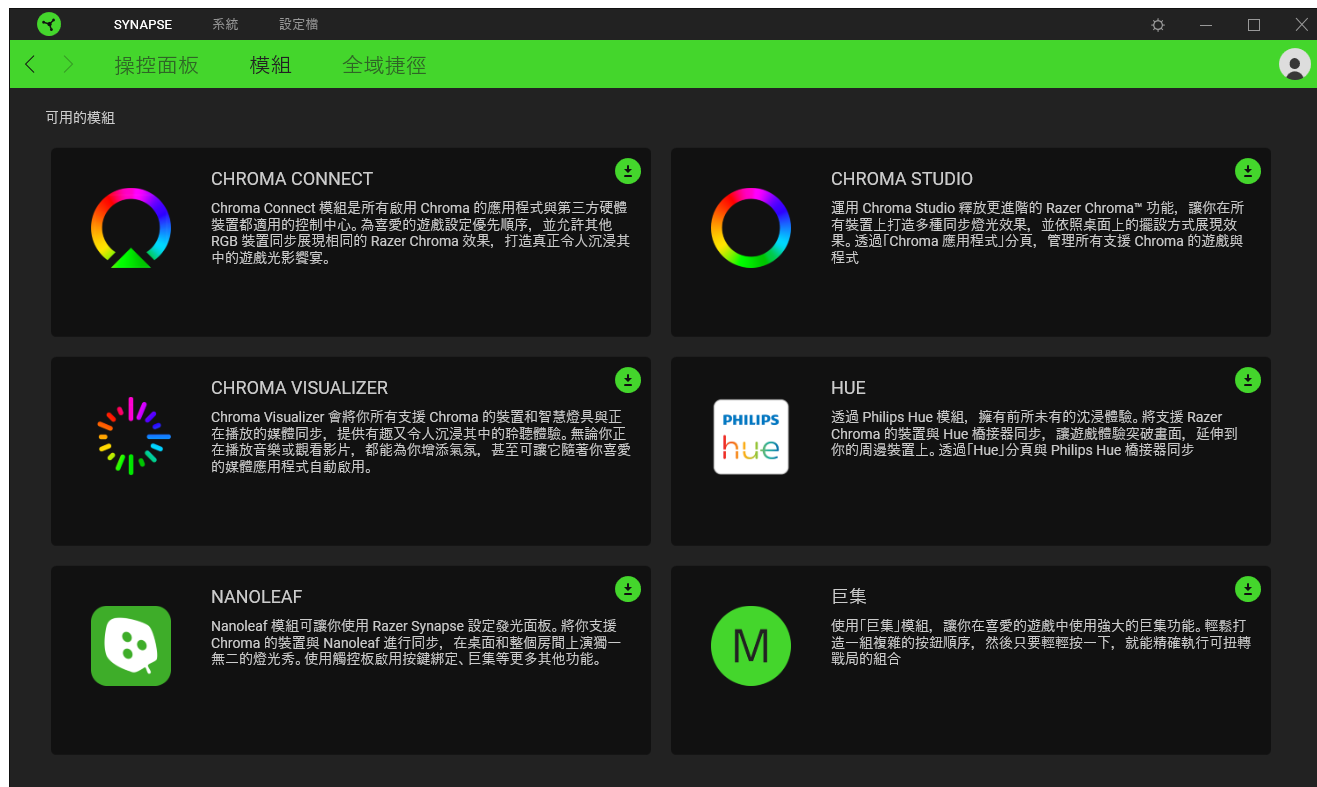 SYNAPSE 系統 設定檔
操控面板 模組 全域捷徑
可用的模組
CHROMA CONNECT
Chroma Connect 模組是所有啟用 Chroma 的應用程式與第三方硬體
裝置都適用的控制中心。為喜愛的遊戲設定優先順序，並允許其他
RGB 裝置同步展現相同的 Razer Chroma 效果，打造真正令人沉浸其
中的遊戲光影饗宴。
CHROMA STUDIO
運用 Chroma Studio 釋放更進階的 Razer Chroma™ 功能，讓你在所
有裝置上打造多種同步燈光效果，並依照桌面上的擺設方式展現效
果。透過「Chroma 應用程式」分頁，管理所有支援 Chroma 的遊戲與
程式
CHROMA VISUALIZER
Chroma Visualizer 會將你所有支援 Chroma 的裝置和智慧燈具與正
在播放的媒體同步，提供有趣又令人沉浸其中的聆聽體驗。無論你正
在播放音樂或觀看影片，都能為你增添氣氛，甚至可讓它隨著你喜愛
的媒體應用程式自動啟用。
PHILIPS
hue
HUE
透過 Philips Hue 模組，擁有前所未有的沈浸體驗。將支援 Razer
Chroma 的裝置與 Hue 橋接器同步，讓遊戲體驗突破畫面，延伸到
你的周邊裝置上。透過「Hue」分頁與 Philips Hue 橋接器同步
NANOLEAF
Nanoleaf 模組可讓你使用 Razer Synapse 設定發光面板。將你支援
Chroma 的裝置與 Nanoleaf 進行同步，在桌面和整個房間上演獨一
無二的燈光秀。使用觸控板啟用按鍵綁定、巨集等更多其他功能。
M
巨集
使用「巨集」模組，讓你在喜愛的遊戲中使用強大的巨集功能。輕鬆打
造一組複雜的按鈕順序，然後只要輕輕按一下，就能精確執行可扭轉
戰局的組合